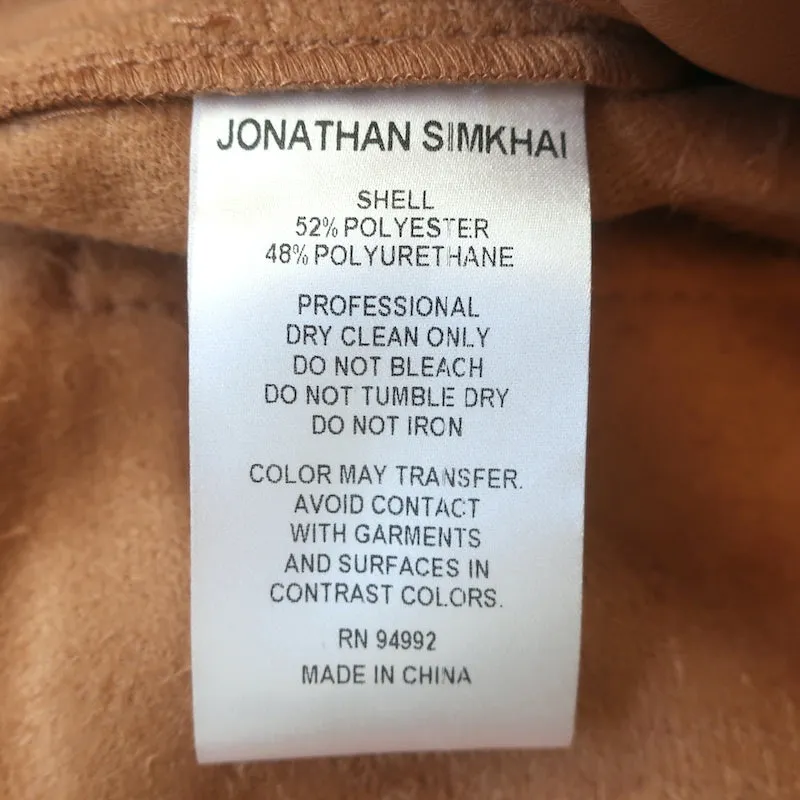 JONATHAN SIMKHAI
SHELL
52% POLYESTER
48% POLYURETHANE
PROFESSIONAL
DRY CLEAN ONLY
DO NOT BLEACH
DO NOT TUMBLE DRY
DO NOT IRON
COLOR MAY TRANSFER.
AVOID CONTACT
WITH GARMENTS
AND SURFACES IN
CONTRAST COLORS.
RN 94992
MADE IN CHINA